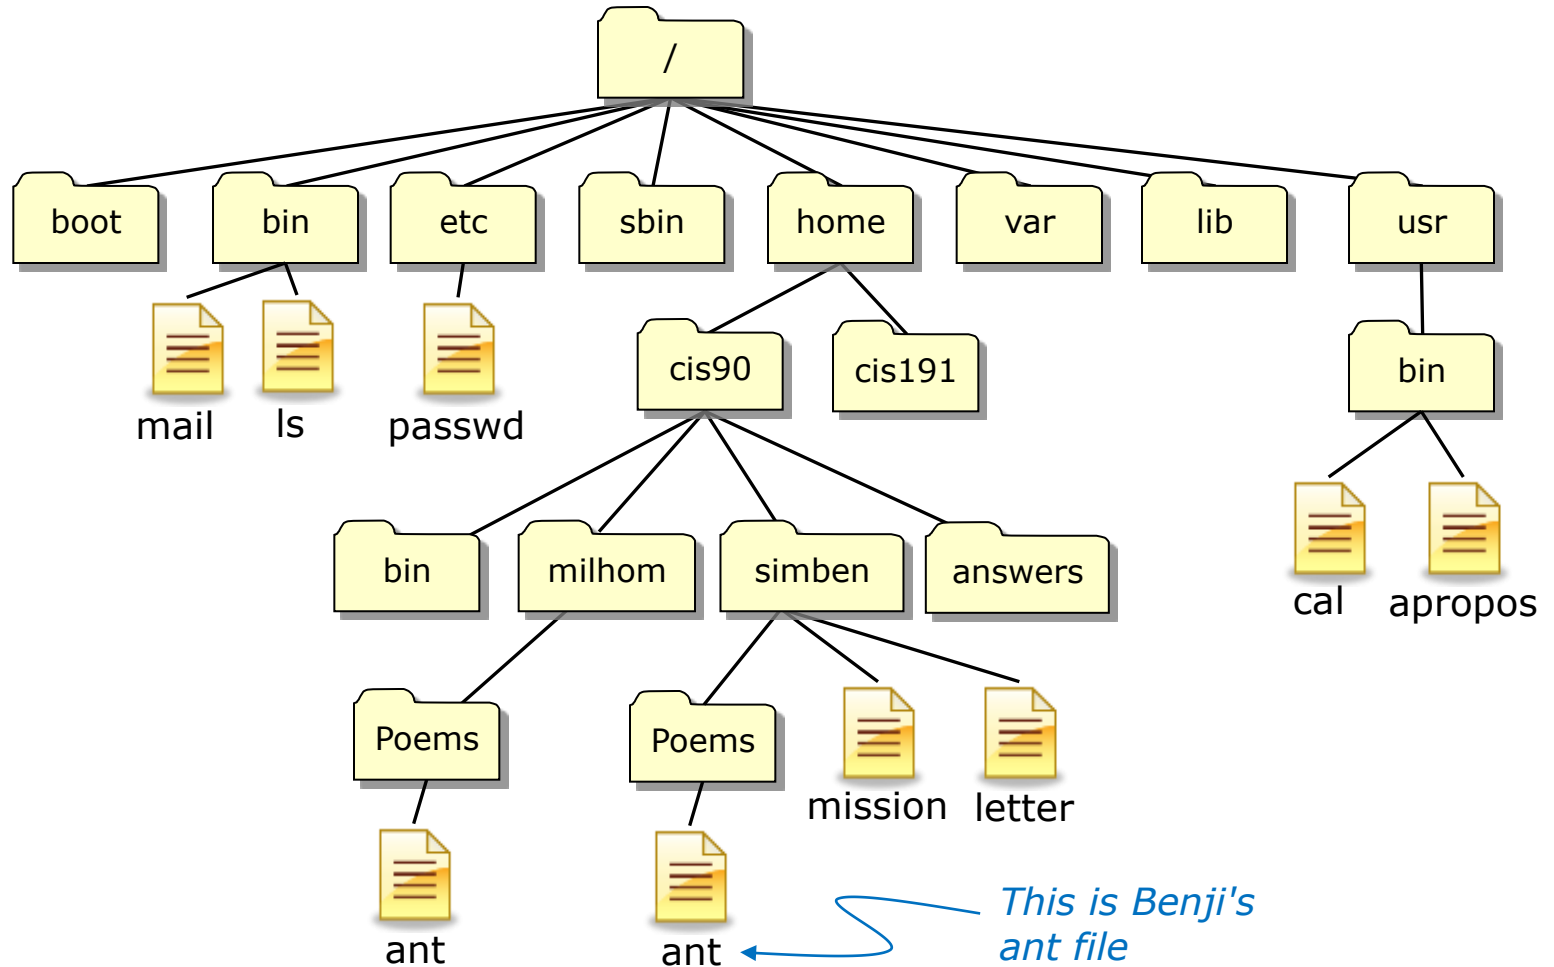 /
boot
bin
etc
sbin
home
var
lib
usr
mail
ls
passwd
cis90
cis191
bin
bin
milhom
simben
answers
cal
apropos
Poems
Poems
mission
letter
ant
ant
This is Benji's
ant file